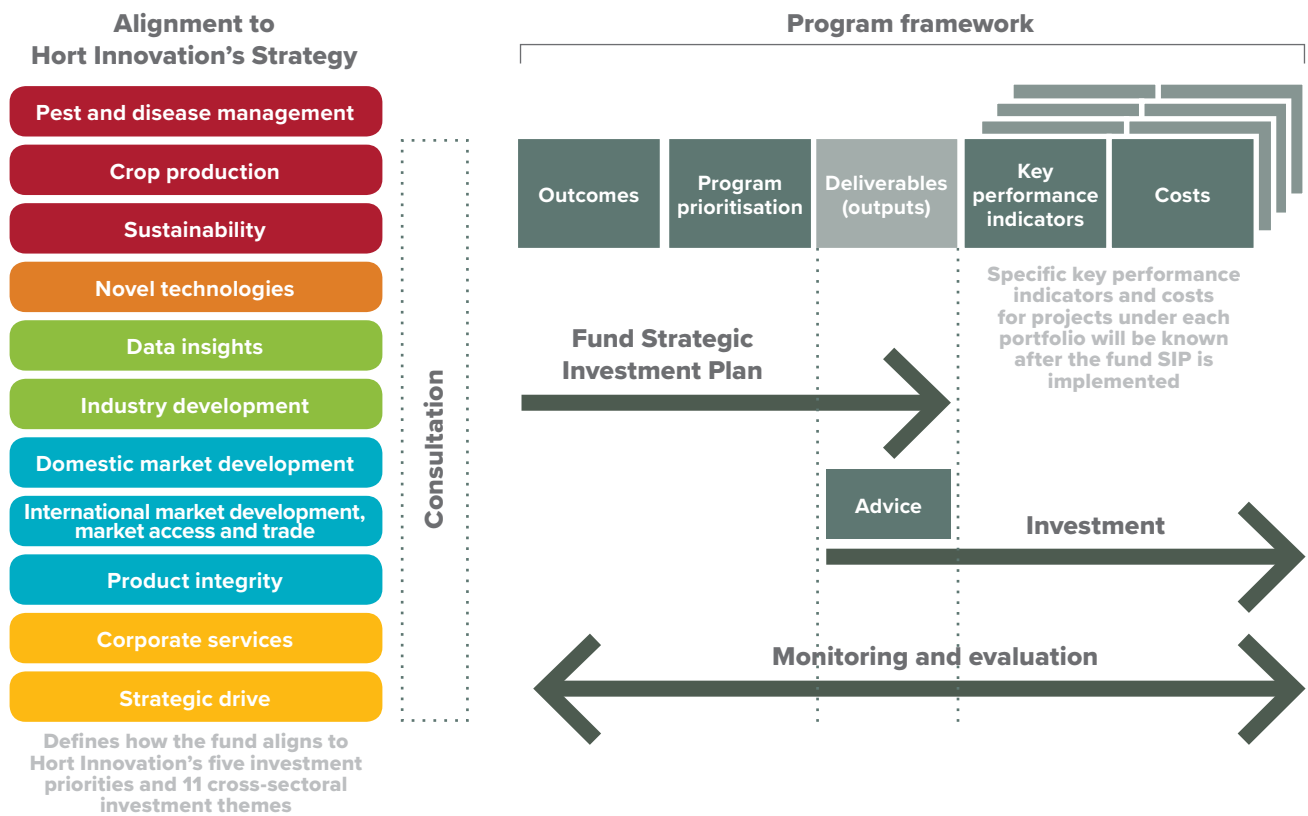 Alignment to
Hort Innovation's Strategy
Pest and disease management
Crop production
Sustainability
Novel technologies
Data insights
Industry development
Domestic market development
International market development,
market access and trade
Product integrity
Corporate services
Strategic drive
Defines how the fund aligns to
Hort Innovation's five investment
priorities and 11 cross-sectoral
investment themes
Consultation
Program framework
Outcomes
Program
prioritisation
Deliverables
(outputs)
Key
performance
indicators
Costs
Specific key performance
indicators and costs
for projects under each
portfolio will be known
after the fund SIP is
implemented
Fund Strategic
Investment Plan
Advice
Investment
Monitoring and evaluation